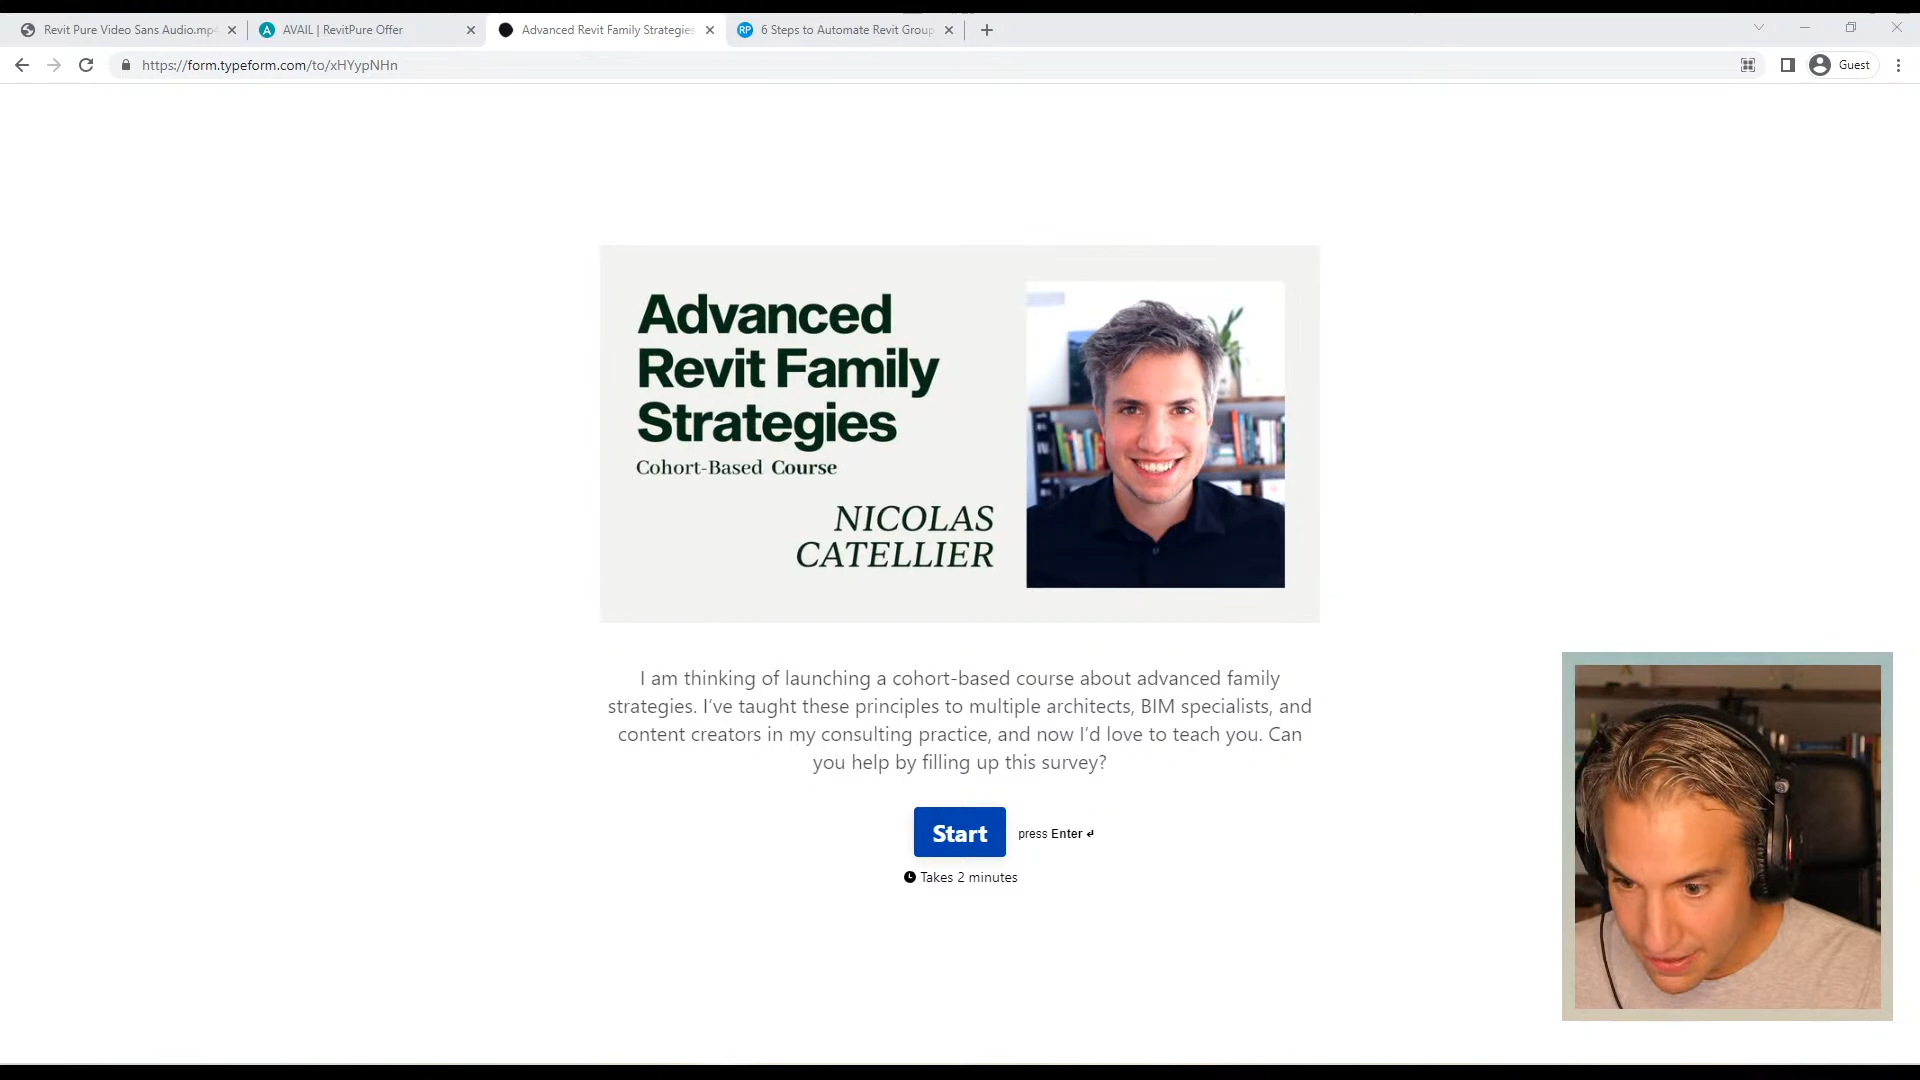 Revit Pure Video Sans Audio.mp4
A AVAIL | RevitPure Offer
Advanced Revit Family Strategies
RP 6 Steps to Automate Revit Group
https://form.typeform.com/to/xHYypNHn
Guest
Advanced
Revit Family
Strategies
Cohort-Based Course
NICOLAS
CATELLIER
I am thinking of launching a cohort-based course about advanced family
strategies. I've taught these principles to multiple architects, BIM specialists, and
content creators in my consulting practice, and now I'd love to teach you. Can
you help by filling up this survey?
Start press Enter ↵
Takes 2 minutes